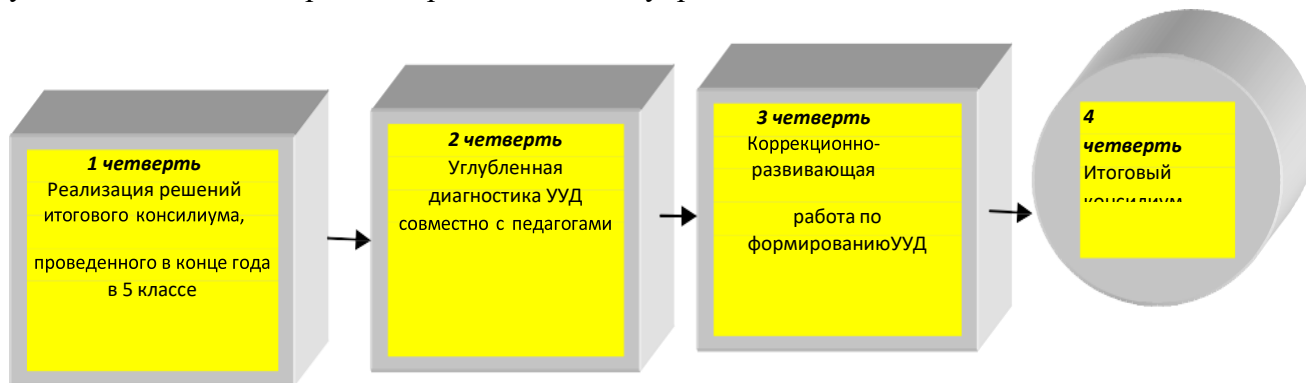 1 четверть
Реализация решений
итогового консилиума,
проведенного в конце года
в 5 классе
2 четверть
Углубленная
диагностика УУД
совместно с педагогами
3 четверть
Коррекционно-
развивающая
работа по
формированиюУУД
4
четверть
Итоговый
консилиум